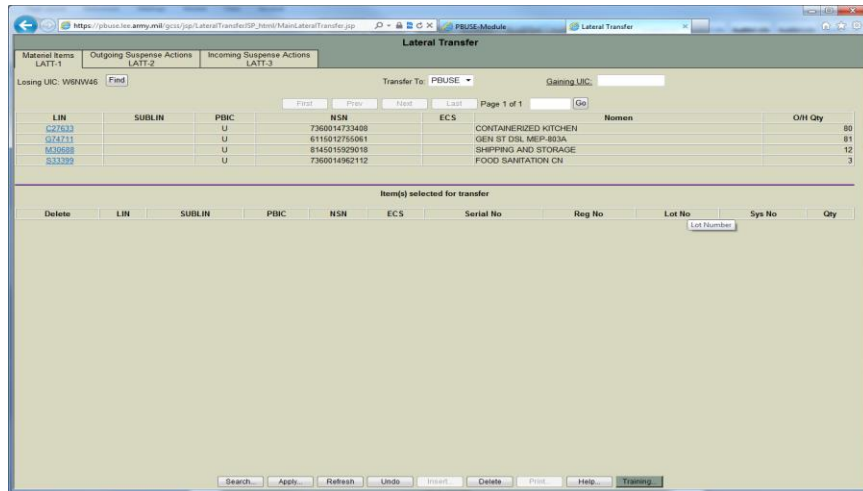 https://pbuse.lee.army.mil/gcss/jsp/LateralTransferJSP_html/MainLateralTransfer.jsp PBUSE-Module Lateral Transfer
Lateral Transfer
Materiel Items Outgoing Suspense Actions Incoming Suspense Actions
LATT-1 LATT-2 LATT-3
Losing UIC: W6NW46 Find Transfer To: PBUSE Gaining UIC:
First Prev Next Last Page 1 of 1 Go
LIN SUBLIN PBIC NSN ECS Nomen O/H Qty
C27633 U 7360014733408 CONTAINERIZED KITCHEN 80
G74711 U 6115012755061 GEN ST DSL MEP-803A 81
M30688 U 8145015929018 SHIPPING AND STORAGE 12
S33399 U 7360014962112 FOOD SANITATION CN 3
Item(s) selected for transfer
Delete LIN SUBLIN PBIC NSN ECS Serial No Reg No Lot No Sys No Qty
Lot Number
Search... Apply... Refresh Undo Insert... Delete Print... Help... Training...